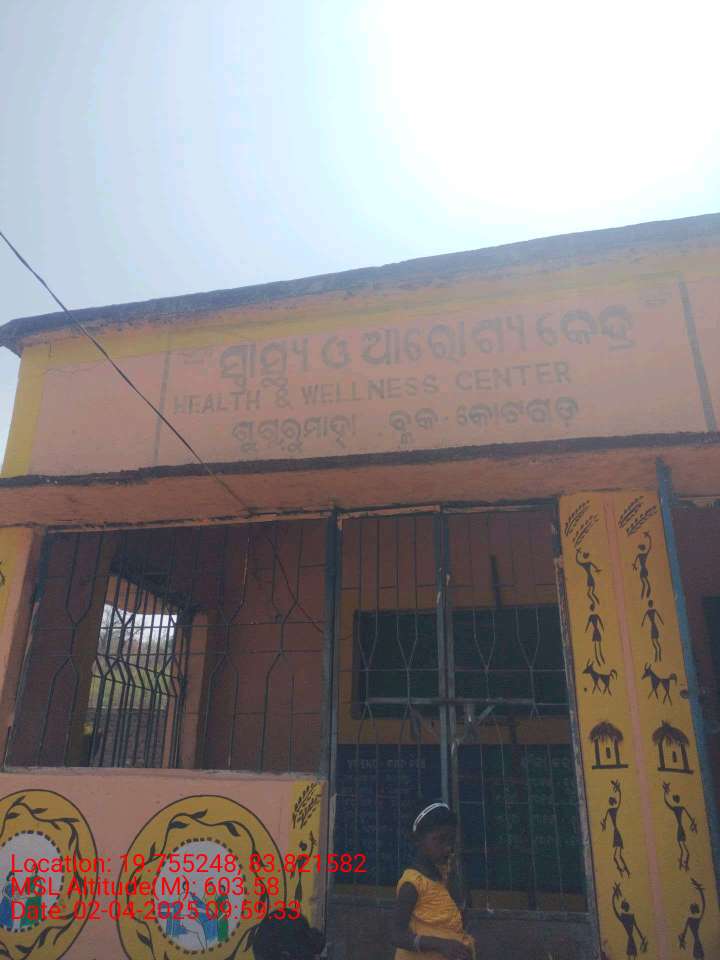 ସ୍ୱାସ୍ଥ୍ୟ ଓ ଆରୋଗ୍ୟ କେନ୍ଦ୍ର
HEALTH & WELLNESS CENTER
ଶୁଗୁରୁମାହା ବ୍ଲକ-କୋଟଗଡ଼
Location: 19.755248, 83.821582
MSL Altitude(M): 603.58
Date: 02-04-2025 09:59:33